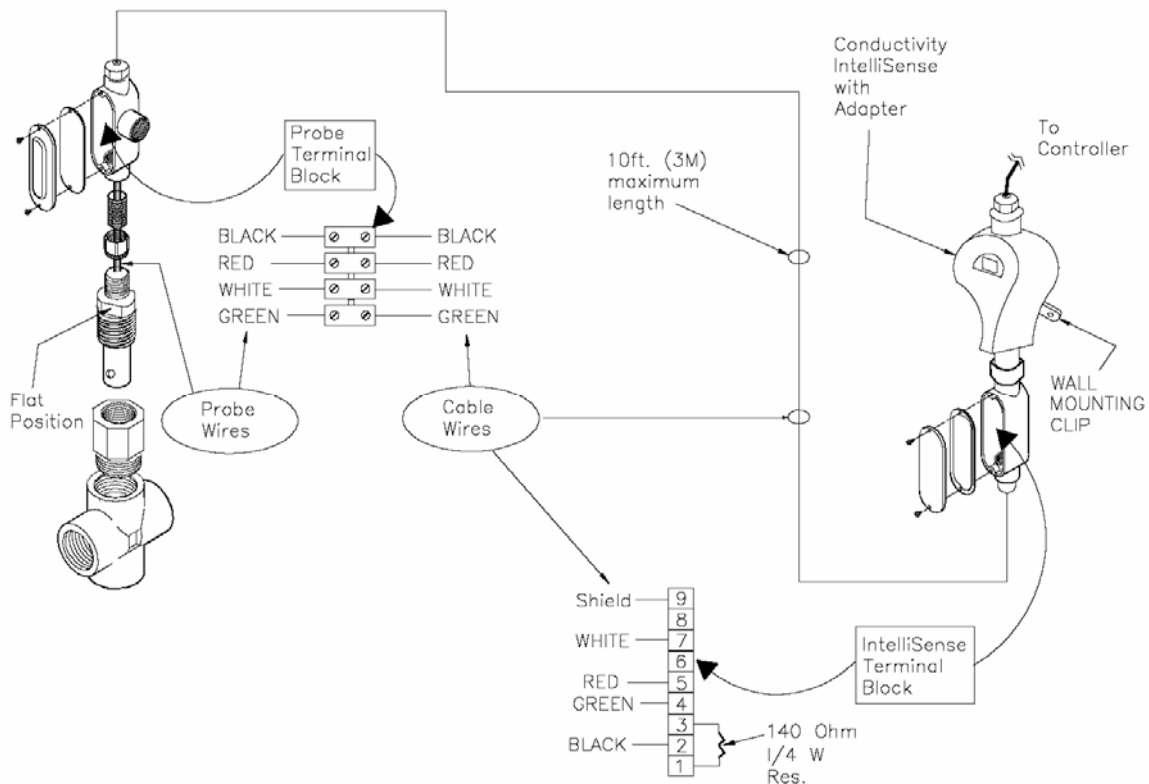 Conductivity
IntelliSense
with
Adapter
To
Controller
Probe
Terminal
Block
10ft. (3M)
maximum
length
BLACK BLACK
RED RED
WHITE WHITE
GREEN GREEN
Flat
Position
Probe
Wires
Cable
Wires
WALL
MOUNTING
CLIP
Shield 9
8
WHITE 7
6
RED 5
GREEN 4
3
BLACK 2
1
140 Ohm
1/4 W
Res.
IntelliSense
Terminal
Block